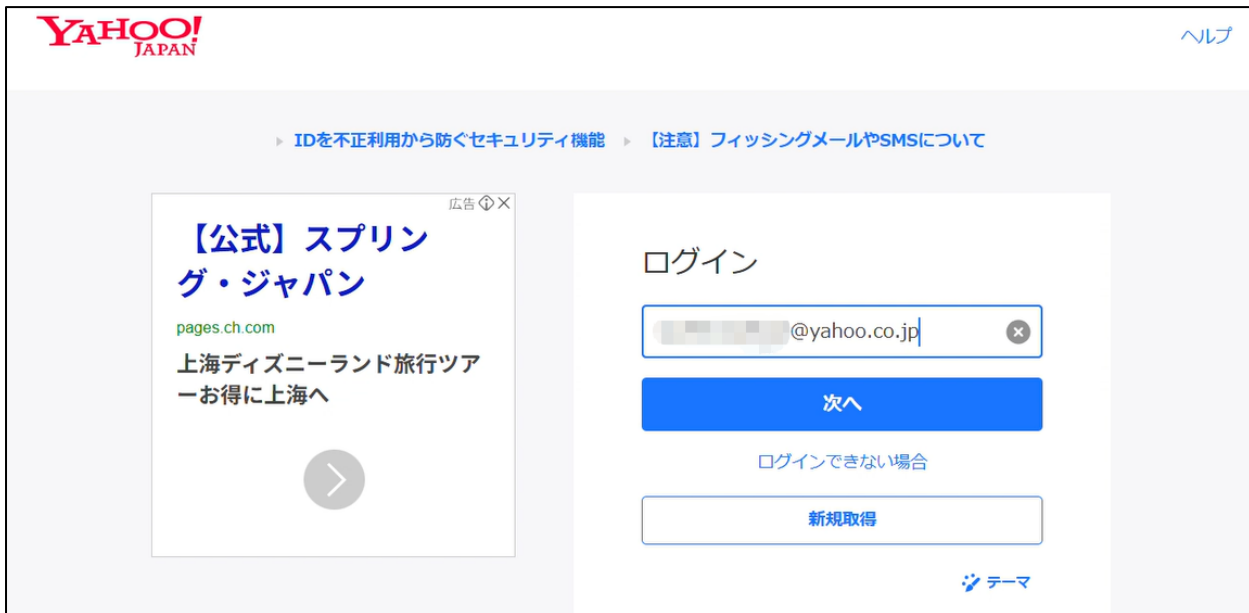 YAHOO!
JAPAN
ヘルプ
IDを不正利用から防ぐセキュリティ機能 【注意】フィッシングメールやSMSについて
広告
【公式】スプリン
グ・ジャパン
pages.ch.com
上海ディズニーランド旅行ツア
ーお得に上海へ
ログイン
@yahoo.co.jp
次へ
ログインできない場合
新規取得
テーマ